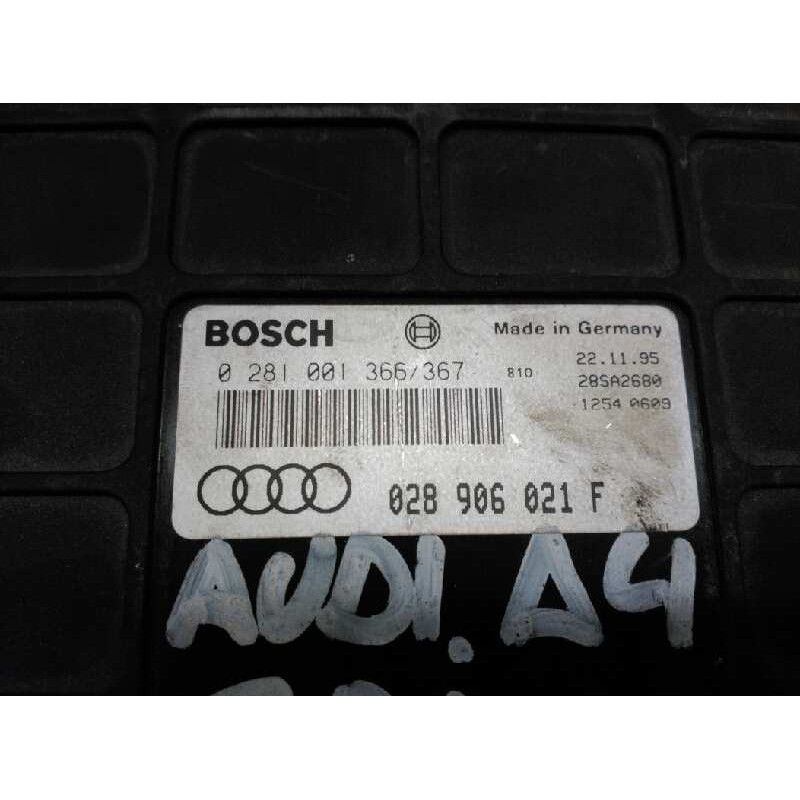 BOSCH
Made in Germany
0 281 001 366/367 810
22.11.95
28SA2680
1254 0609
028 906 021 F
AUDI. A4